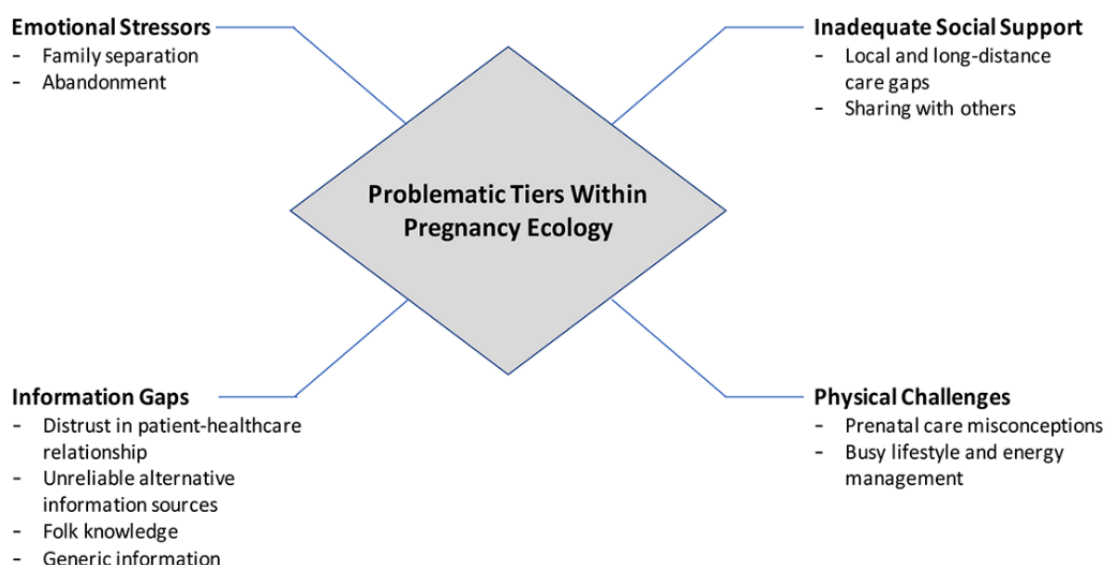 Emotional Stressors
- Family separation
- Abandonment
Inadequate Social Support
- Local and long-distance
care gaps
- Sharing with others
Problematic Tiers Within
Pregnancy Ecology
Information Gaps
- Distrust in patient-healthcare
relationship
- Unreliable alternative
information sources
- Folk knowledge
- Generic information
Physical Challenges
- Prenatal care misconceptions
- Busy lifestyle and energy
management